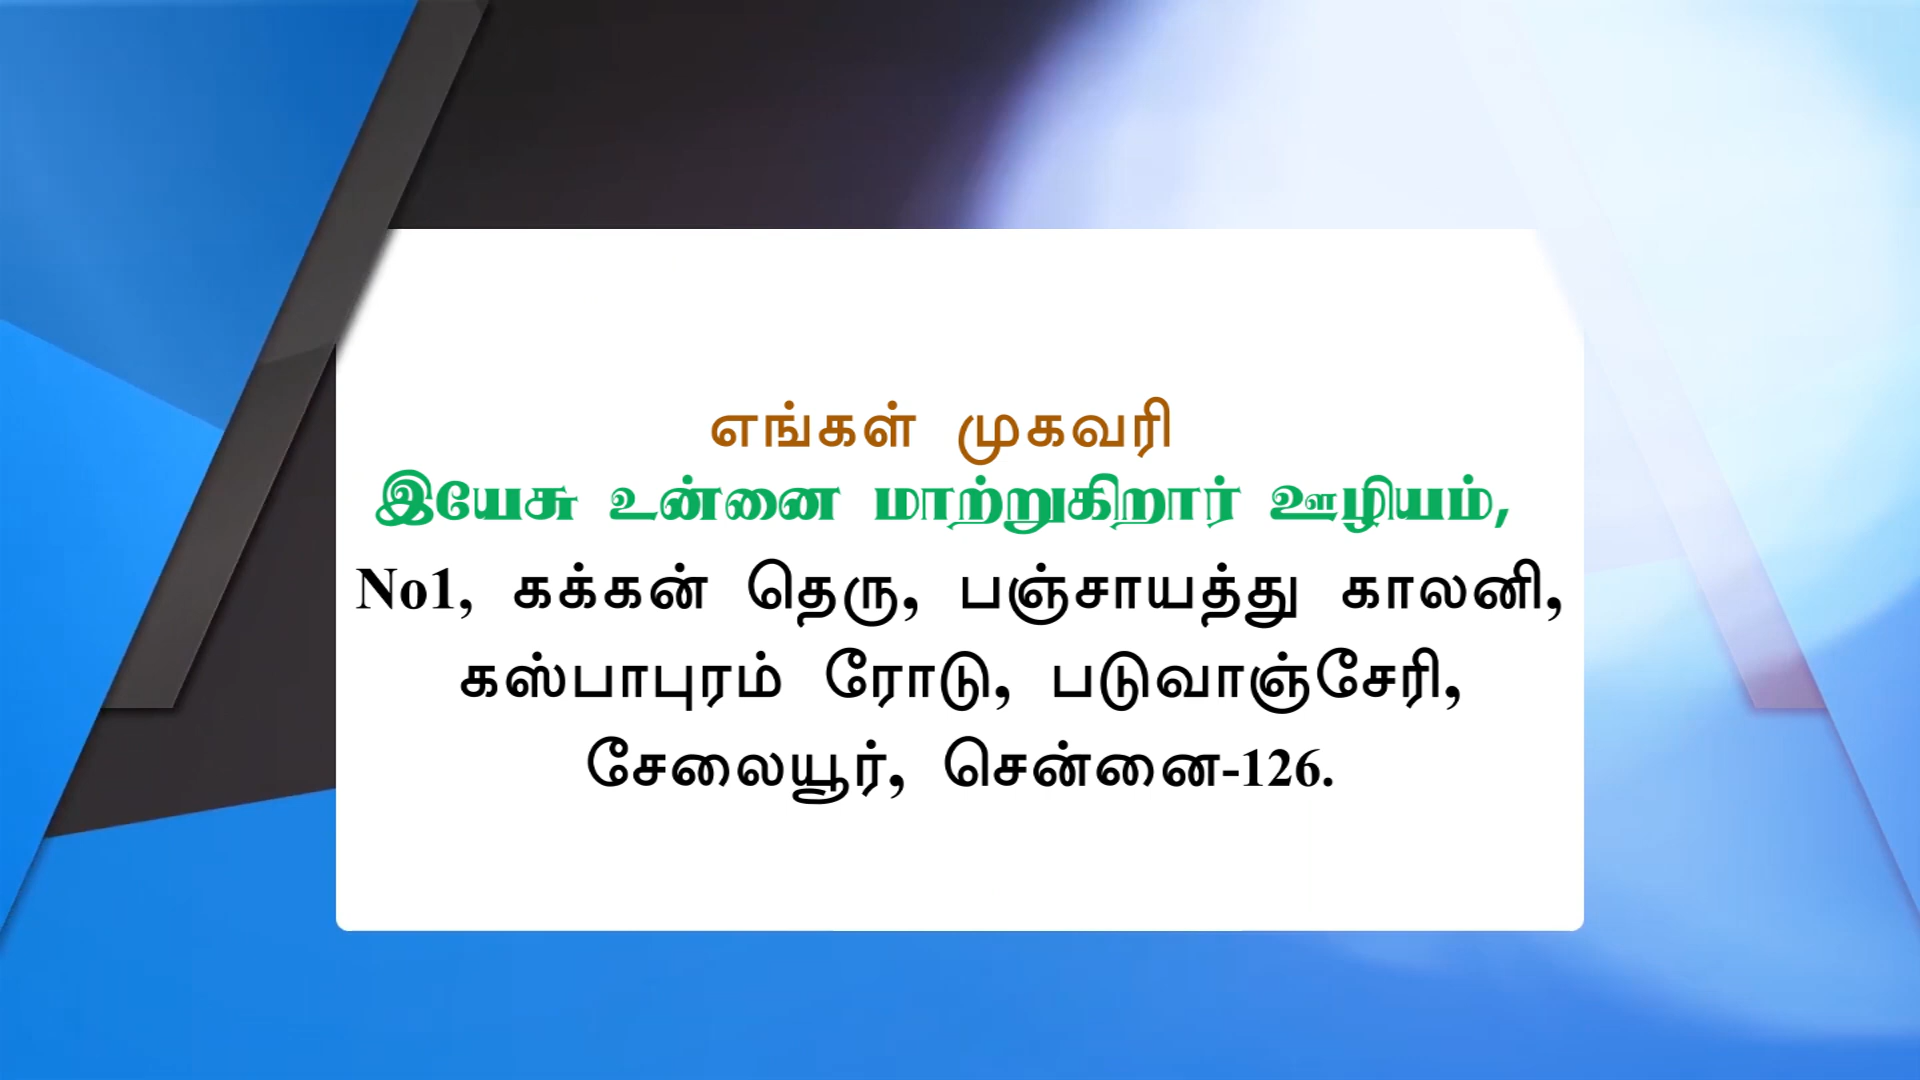 எங்கள் முகவரி
இயேசு உன்னை மாற்றுகிறார் ஊழியம்,
No1, கக்கன் தெரு, பஞ்சாயத்து காலனி,
கஸ்பாபுரம் ரோடு, படுவாஞ்சேரி,
சேலையூர், சென்னை-126.